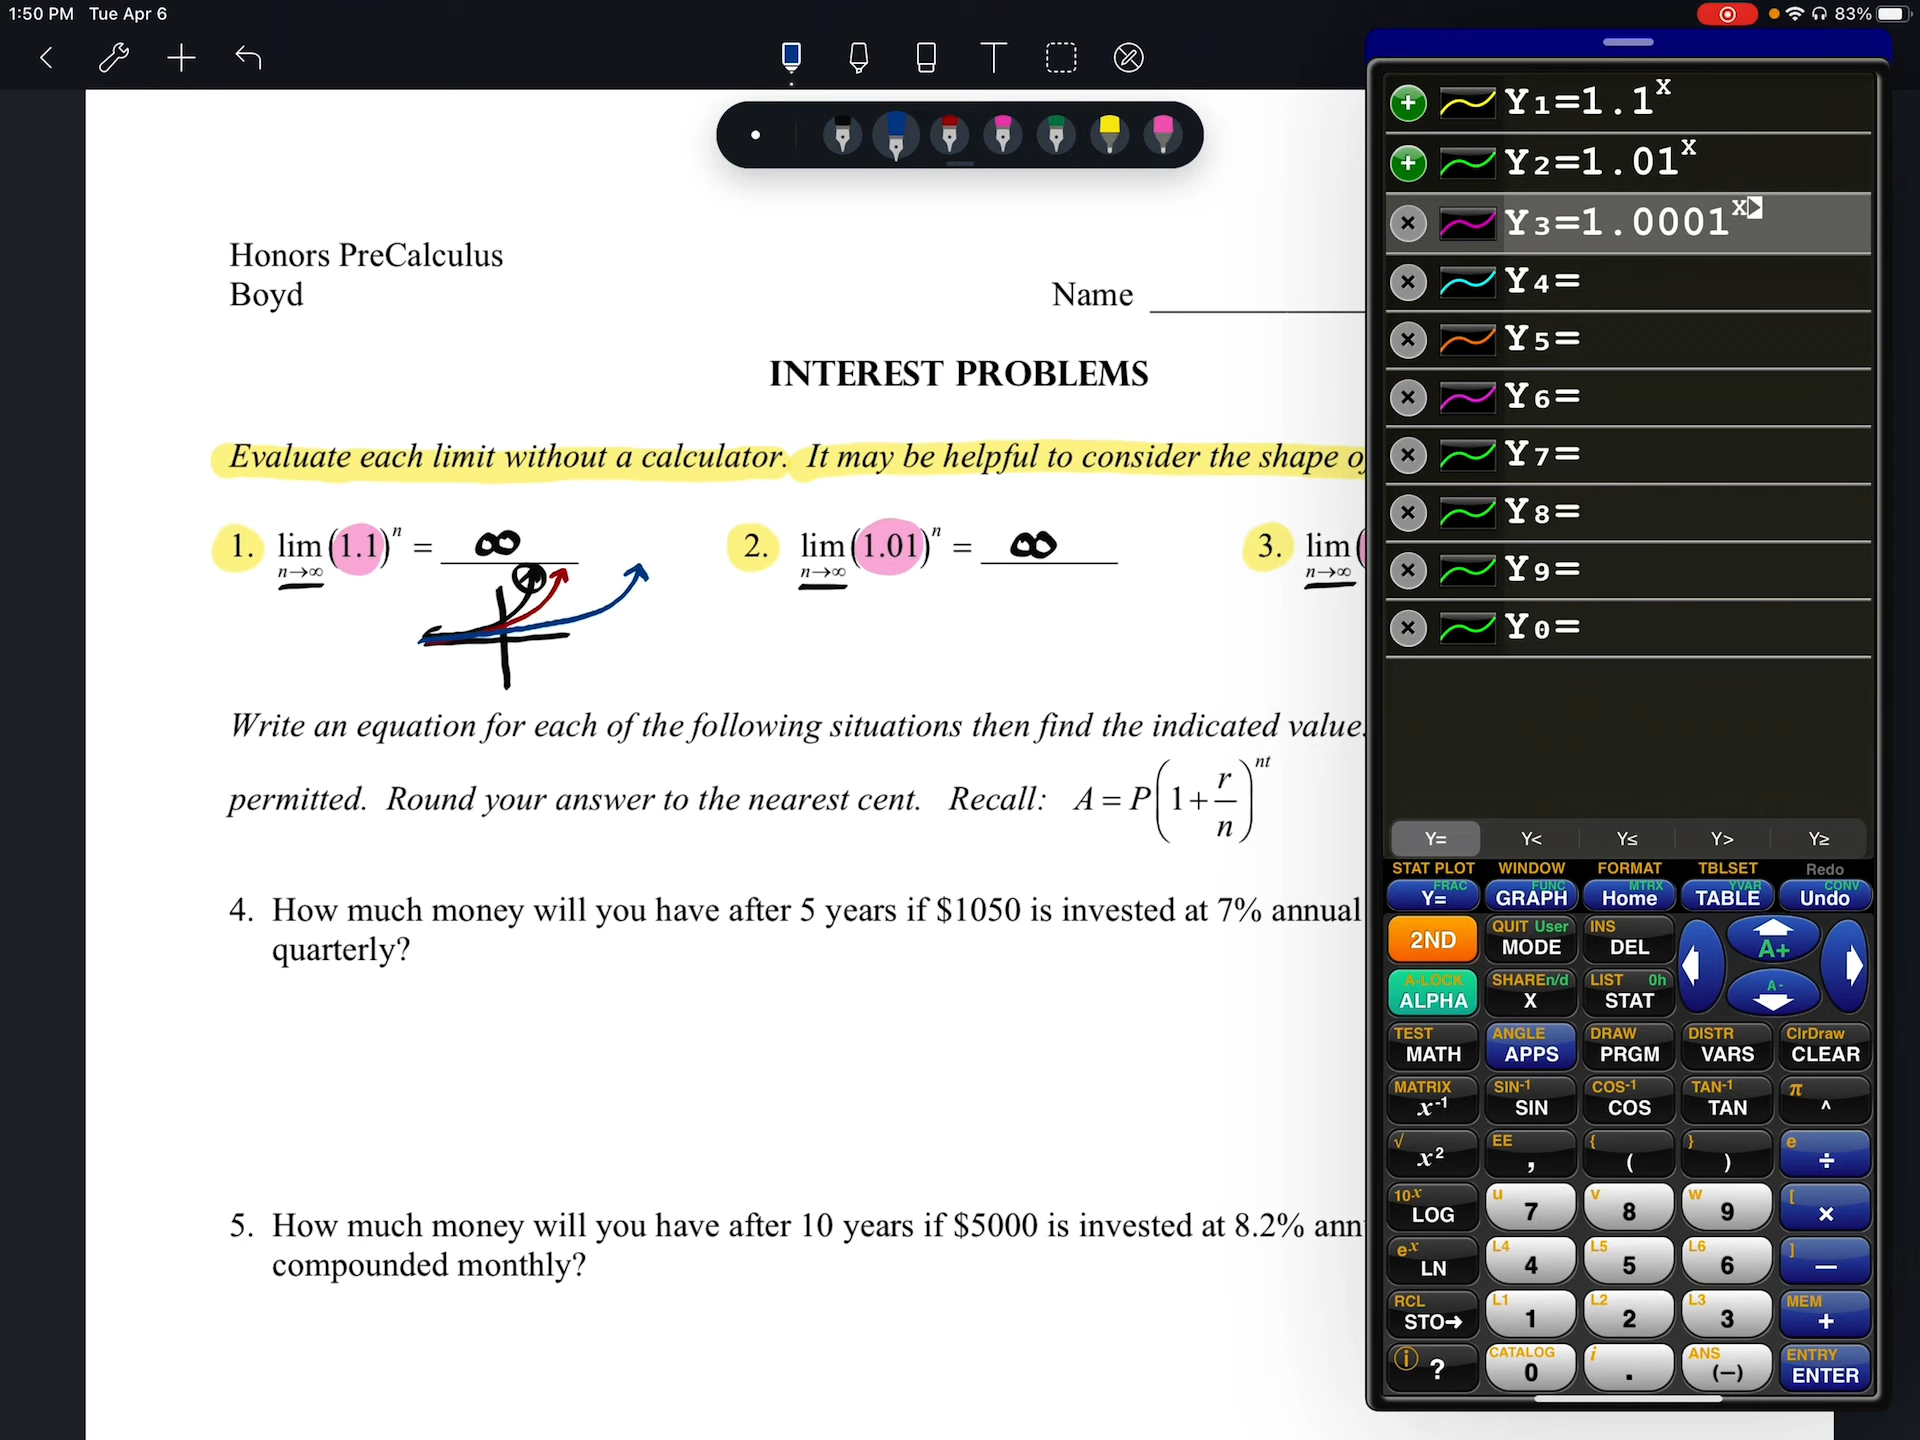 1:50 PM Tue Apr 6
83%
Honors PreCalculus
Boyd
Name
INTEREST PROBLEMS
Evaluate each limit without a calculator. It may be helpful to consider the shape o
1. lim n→∞ (1.1)^n = ∞
2. lim n→∞ (1.01)^n = ∞
3. lim n→∞ (
Write an equation for each of the following situations then find the indicated value.
permitted. Round your answer to the nearest cent. Recall: A = P(1 + r/n)^nt
4. How much money will you have after 5 years if $1050 is invested at 7% annual
quarterly?
5. How much money will you have after 10 years if $5000 is invested at 8.2% ann
compounded monthly?
Y1=1.1^x
Y2=1.01^x
Y3=1.0001^x
Y4=
Y5=
Y6=
Y7=
Y8=
Y9=
Y0=
Y= Y< Y≤ Y> Y≥
STAT PLOT WINDOW FORMAT TBLSET Redo
FRAC FUNC MTRX YVAR CONV
Y= GRAPH Home TABLE Undo
QUIT User INS
2ND MODE DEL A+
A-LOCK SHARE n/d LIST 0h A-
ALPHA X STAT
TEST ANGLE DRAW DISTR ClrDraw
MATH APPS PRGM VARS CLEAR
MATRIX SIN-1 COS-1 TAN-1 π
x-1 SIN COS TAN ^
√ EE { } e
x2 , ( ) ÷
10x u v w [
LOG 7 8 9 ×
ex L4 L5 L6 ]
LN 4 5 6 −
RCL L1 L2 L3 MEM
STO→ 1 2 3 +
i CATALOG i ANS ENTRY
? 0 . (−) ENTER